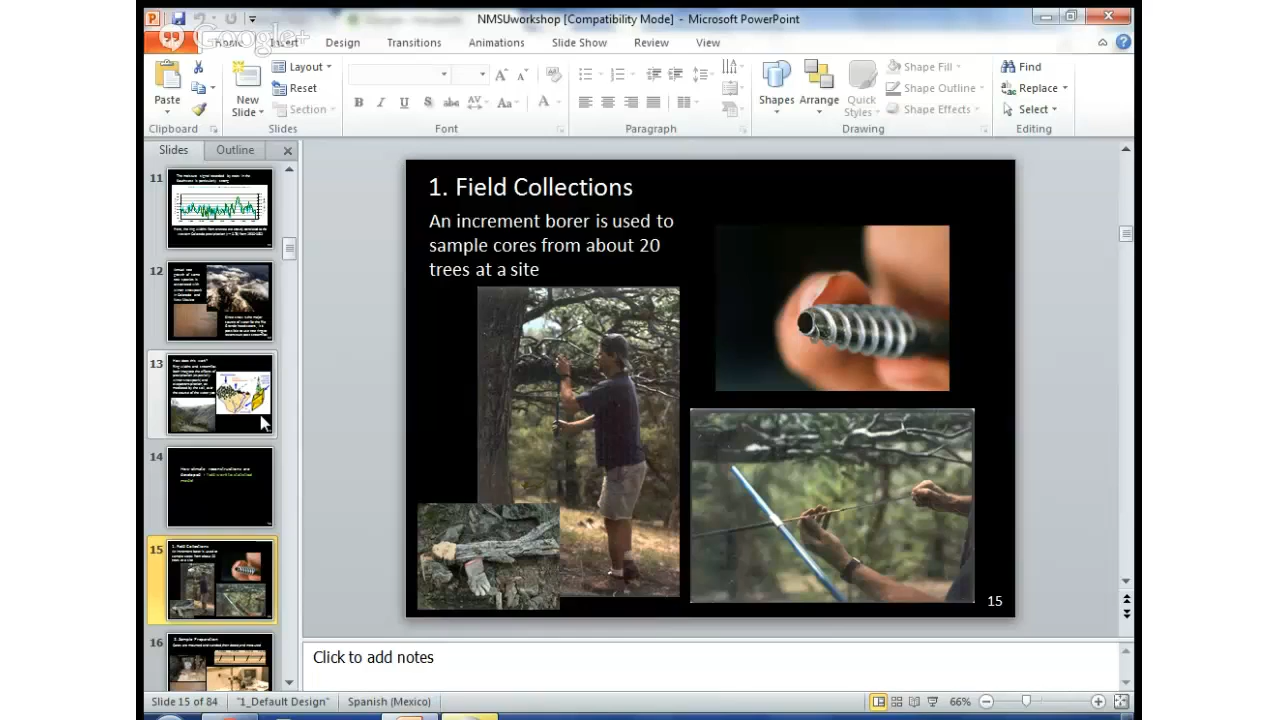 NMSUworkshop [Compatibility Mode] - Microsoft PowerPoint
Google+
Insert Design Transitions Animations Slide Show Review View
Paste
New Slide
Layout
Reset
Section
Shapes
Arrange
Quick Styles
Shape Fill
Shape Outline
Shape Effects
Find
Replace
Select
Clipboard Slides Font Paragraph Drawing Editing
Slides Outline
11
12
13
14
15
16
1. Field Collections
An increment borer is used to
sample cores from about 20
trees at a site
15
Click to add notes
Slide 15 of 84 "1_Default Design" Spanish (Mexico) 66%